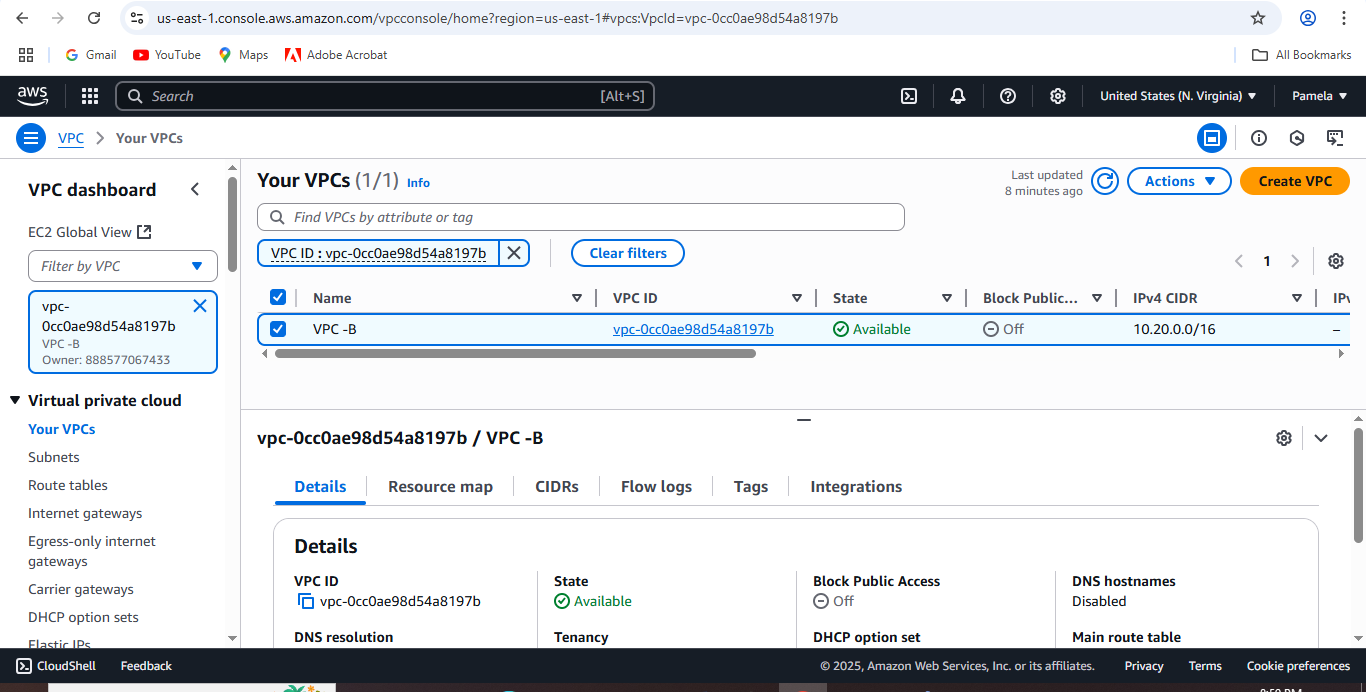 us-east-1.console.aws.amazon.com/vpcconsole/home?region=us-east-1#vpcs:VpcId=vpc-0cc0ae98d54a8197b
Gmail YouTube Maps Adobe Acrobat All Bookmarks
aws Search [Alt+S] United States (N. Virginia) Pamela
VPC Your VPCs
VPC dashboard
EC2 Global View
Filter by VPC
vpc-
0cc0ae98d54a8197b
VPC -B
Owner: 888577067433
Virtual private cloud
Your VPCs
Subnets
Route tables
Internet gateways
Egress-only internet
gateways
Carrier gateways
DHCP option sets
Elastic IPs
Your VPCs (1/1) Info
Last updated
8 minutes ago
Actions Create VPC
Find VPCs by attribute or tag
VPC ID : vpc-0cc0ae98d54a8197b Clear filters
1
Name VPC ID State Block Public... IPv4 CIDR IPv
VPC -B vpc-0cc0ae98d54a8197b Available Off 10.20.0.0/16 –
vpc-0cc0ae98d54a8197b / VPC -B
Details Resource map CIDRs Flow logs Tags Integrations
Details
VPC ID State Block Public Access DNS hostnames
vpc-0cc0ae98d54a8197b Available Off Disabled
DNS resolution Tenancy DHCP option set Main route table
CloudShell Feedback © 2025, Amazon Web Services, Inc. or its affiliates. Privacy Terms Cookie preferences